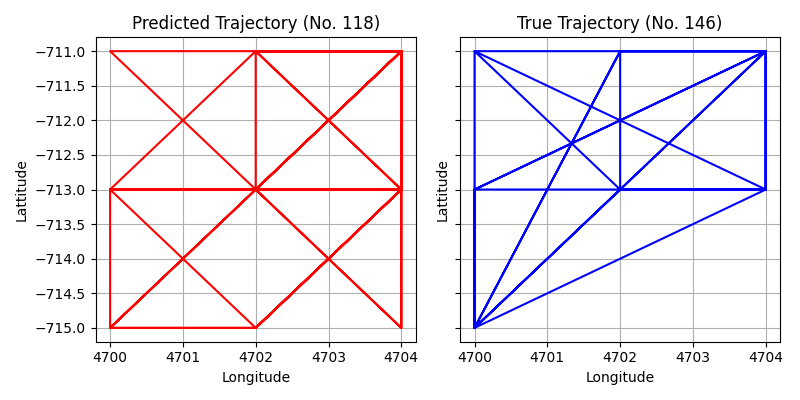 Predicted Trajectory (No. 118)
True Trajectory (No. 146)
−711.0
−711.5
−712.0
−712.5
−713.0
−713.5
−714.0
−714.5
−715.0
Lattitude
Lattitude
4700 4701 4702 4703 4704
4700 4701 4702 4703 4704
Longitude
Longitude